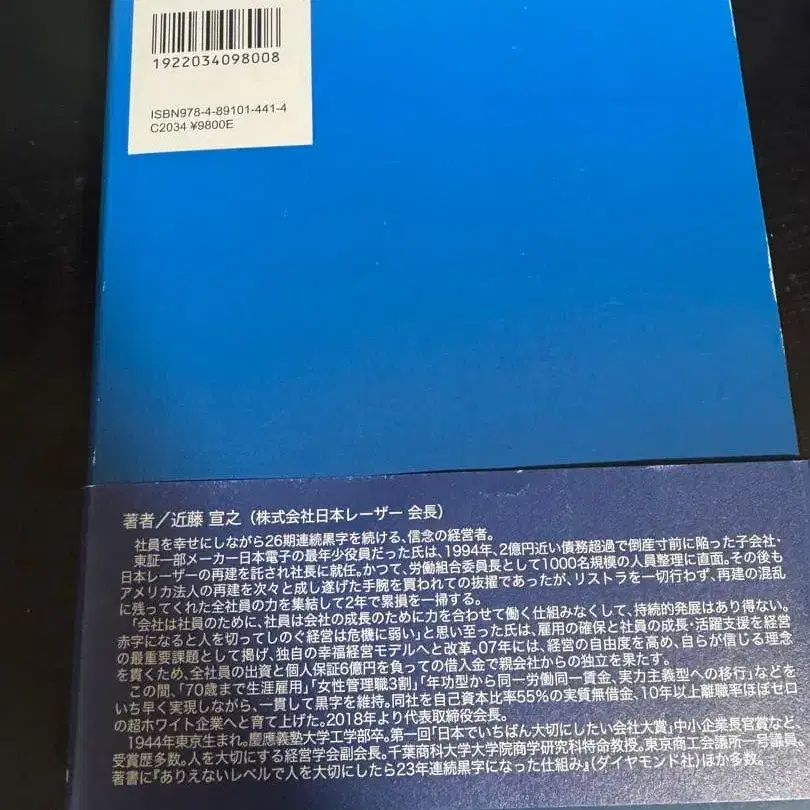 1922034098008
ISBN978-4-89101-441-4
C2034 ¥9800E
著者/近藤 宣之(株式会社日本レーザー 会長)
社員を幸せにしながら26期連続黒字を続ける、信念の経営者。
東証一部メーカー日本電子の最年少役員だった氏は、1994年、2億円近い債務超過で倒産寸前に陥った子会社・
日本レーザーの再建を託され社長に就任。かつて、労働組合委員長として1000名規模の人員整理に直面。その後も
アメリカ法人の再建を次々と成し遂げた手腕を買われての抜擢であったが、リストラを一切行わず、再建の混乱
に残ってくれた全社員の力を集結して2年で累損を一掃する。
「会社は社員のために、社員は会社の成長のために力を合わせて働く仕組みなくして、持続的発展はあり得ない。
赤字になると人を切ってしのぐ経営は危機に弱い」と思い至った氏は、雇用の確保と社員の成長・活躍支援を経営
の最重要課題として掲げ、独自の幸福経営モデルへと改革。07年には、経営の自由度を高め、自らが信じる理念
を貫くため、全社員の出資と個人保証6億円を負っての借入金で親会社からの独立を果たす。
この間、「70歳まで生涯雇用」「女性管理職3割」「年功型から同一労働同一賃金、実力主義型への移行」などを
いち早く実現しながら、一貫して黒字を維持。同社を自己資本比率55%の実質無借金、10年以上離職率ほぼゼロ
の超ホワイト企業へと育て上げた。2018年より代表取締役会長。
1944年東京生まれ。慶應義塾大学工学部卒。第一回「日本でいちばん大切にしたい会社大賞」中小企業長官賞など、
受賞歴多数。人を大切にする経営学会副会長。千葉商科大学大学院商学研究科特命教授。東京商工会議所一号議員。
著書に『ありえないレベルで人を大切にしたら23年連続黒字になった仕組み』(ダイヤモンド社)ほか多数。